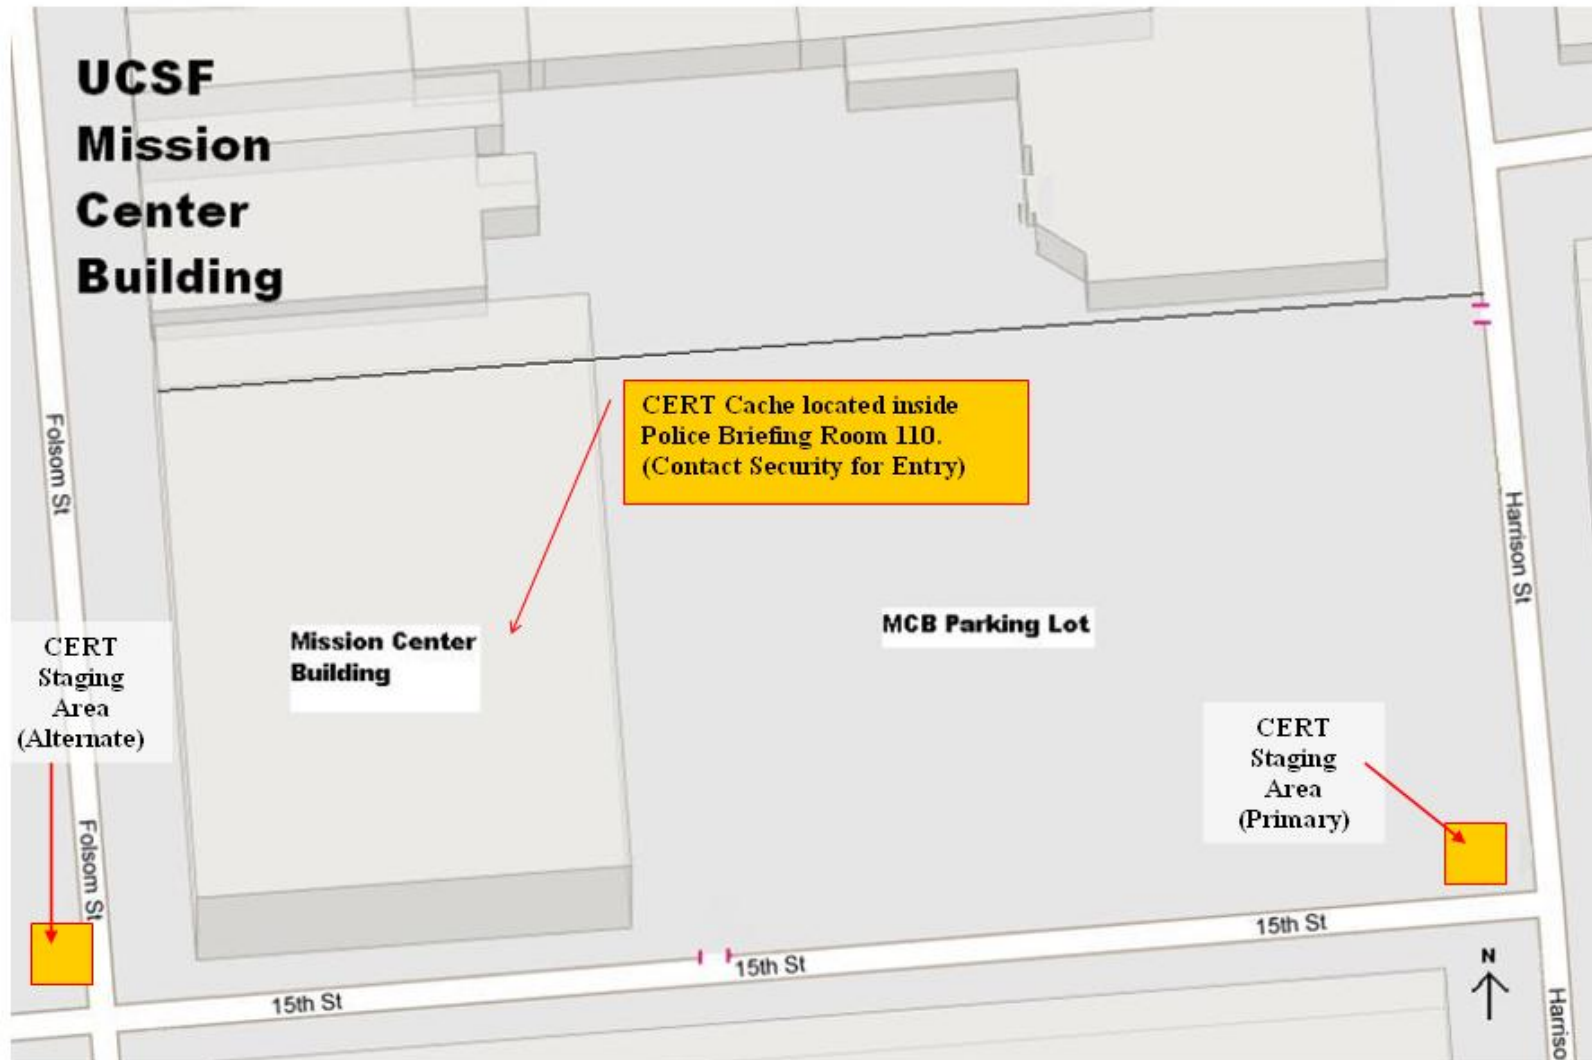 UCSF
Mission
Center
Building
Folsom St
CERT Cache located inside
Police Briefing Room 110.
(Contact Security for Entry)
Harrison St
Mission Center
Building
MCB Parking Lot
CERT
Staging
Area
(Alternate)
CERT
Staging
Area
(Primary)
Folsom St
15th St
15th St
15th St
N
Harriso